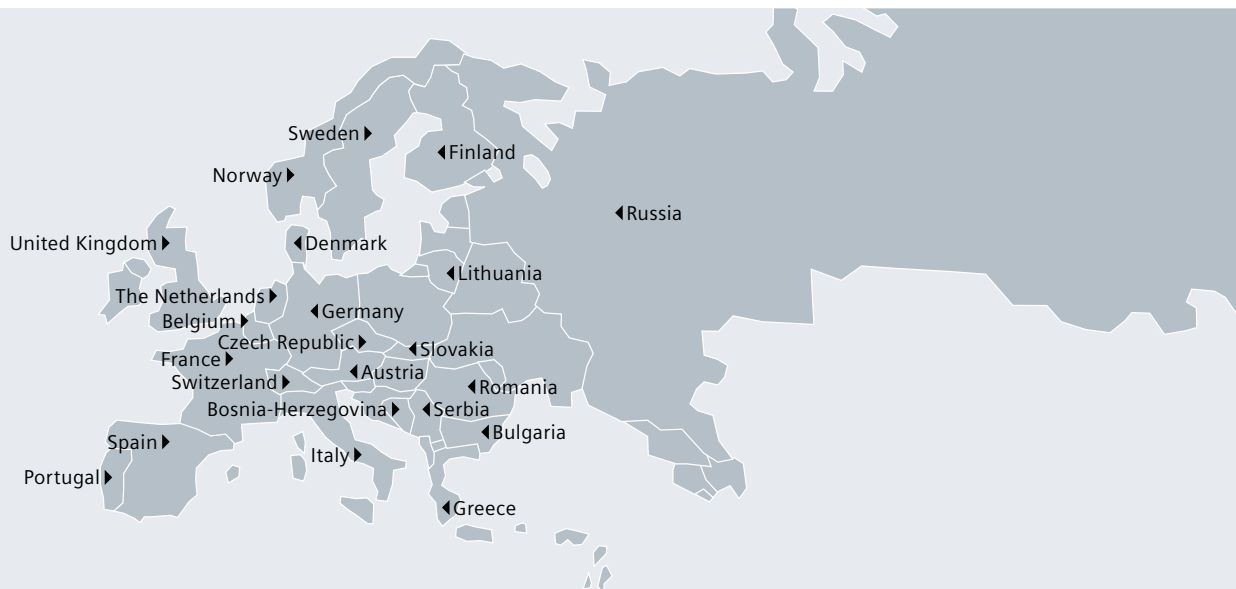 Sweden
Finland
Norway
Russia
United Kingdom
Denmark
Lithuania
The Netherlands
Germany
Belgium
Czech Republic
Slovakia
France
Austria
Switzerland
Romania
Bosnia-Herzegovina
Serbia
Bulgaria
Spain
Italy
Portugal
Greece